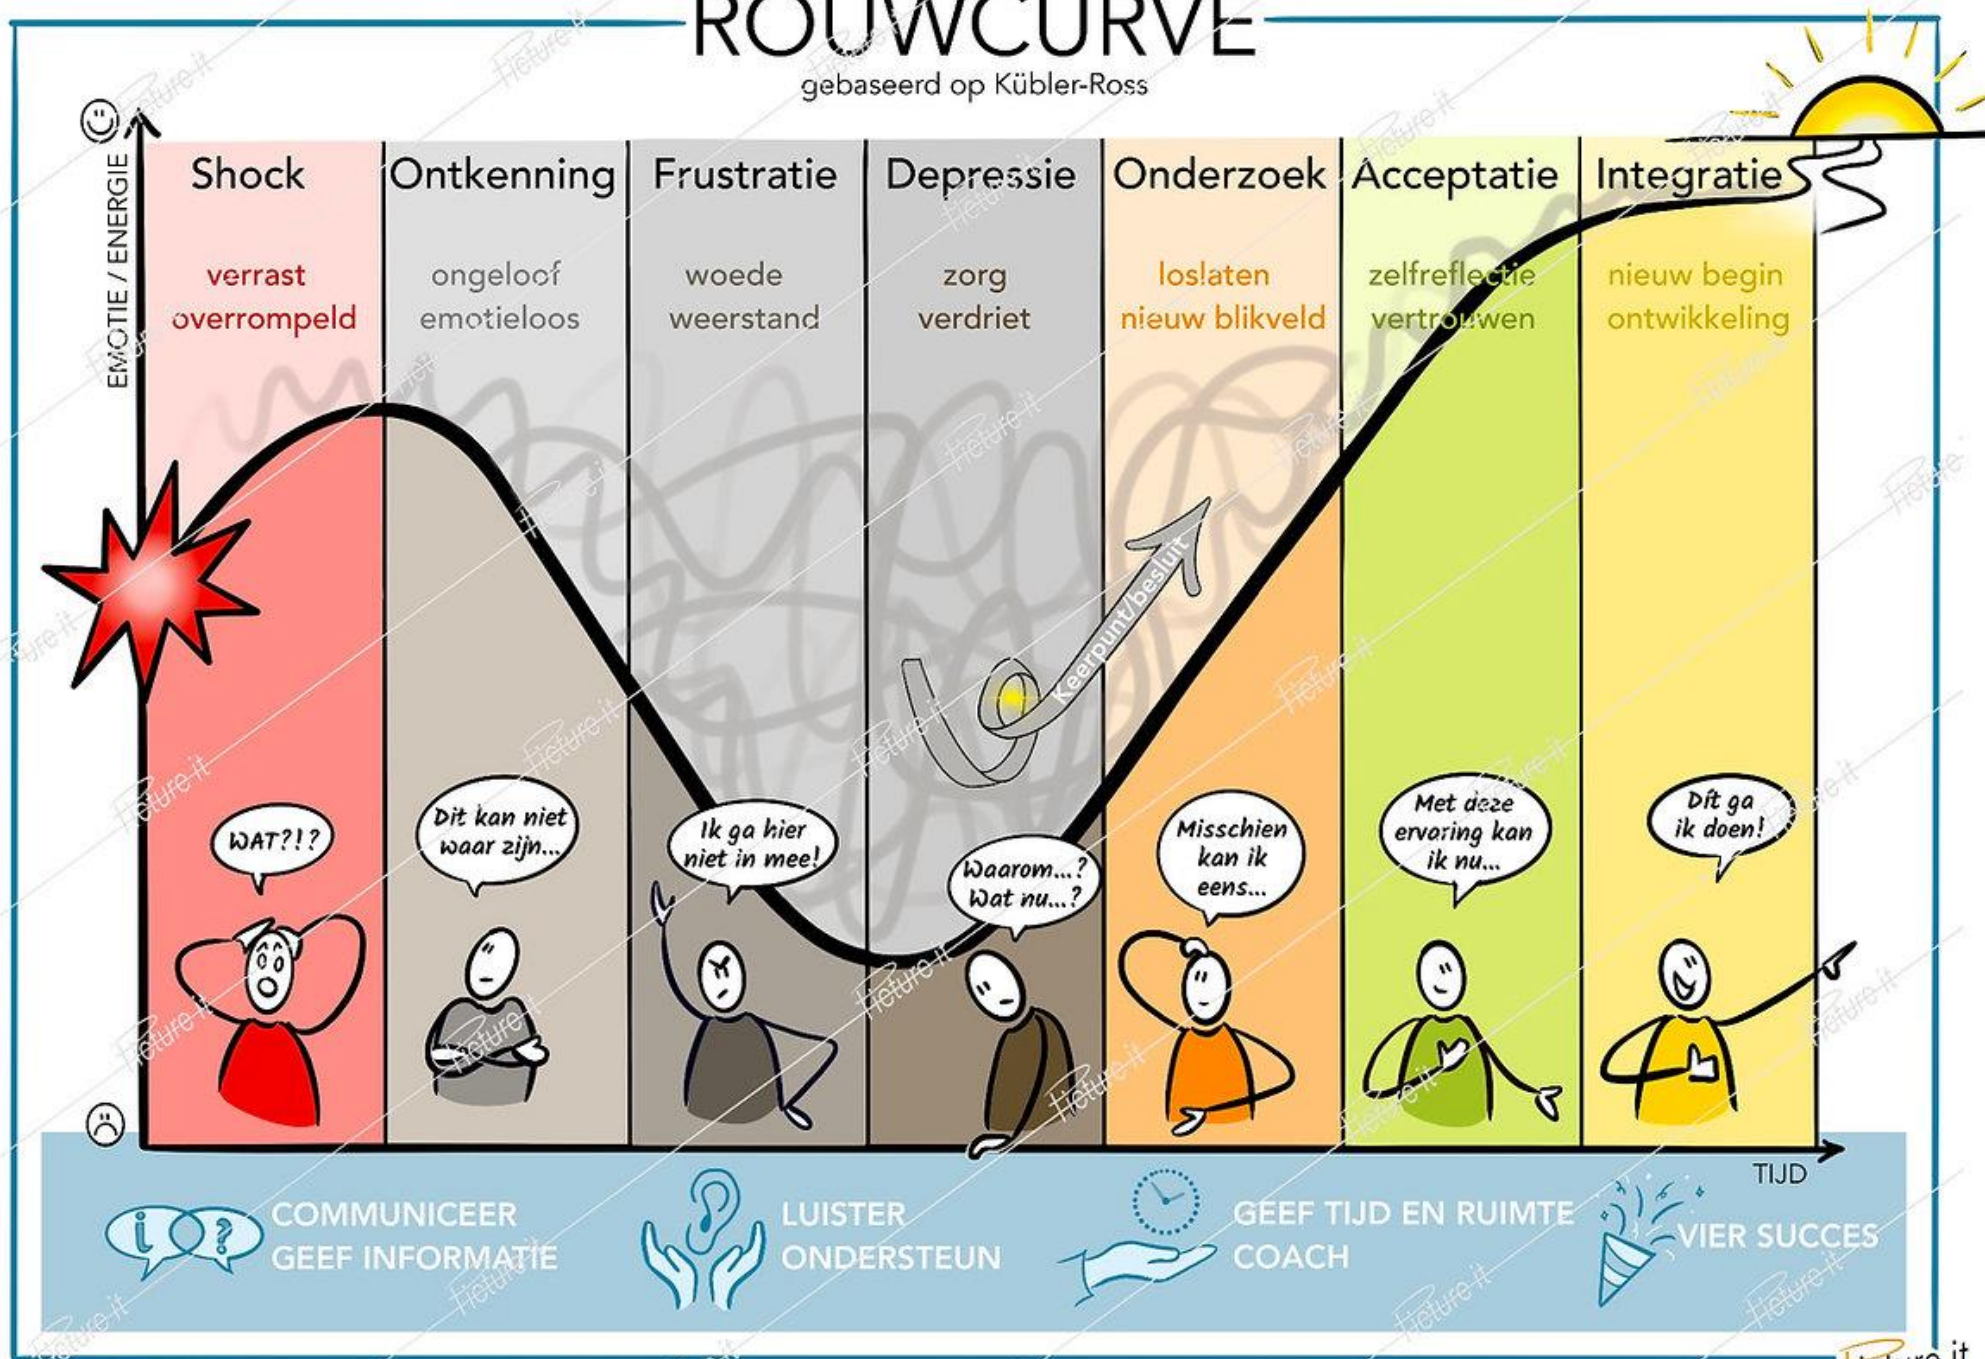 ROUWCURVE
gebaseerd op Kübler-Ross
EMOTIE / ENERGIE
Shock
verrast
overrompeld
Ontkenning
ongeloof
emotieloos
Frustratie
woede
weerstand
Depressie
zorg
verdriet
Onderzoek
loslaten
nieuw blikveld
Acceptatie
zelfreflectie
vertrouwen
Integratie
nieuw begin
ontwikkeling
Keerpunt/besluit
WAT?!?
Dit kan niet
waar zijn...
Ik ga hier
niet in mee!
Waarom...?
Wat nu...?
Misschien
kan ik
eens...
Met deze
ervaring kan
ik nu...
Dit ga
ik doen!
TIJD
i ?
COMMUNICEER
GEEF INFORMATIE
LUISTER
ONDERSTEUN
GEEF TIJD EN RUIMTE
COACH
VIER SUCCES